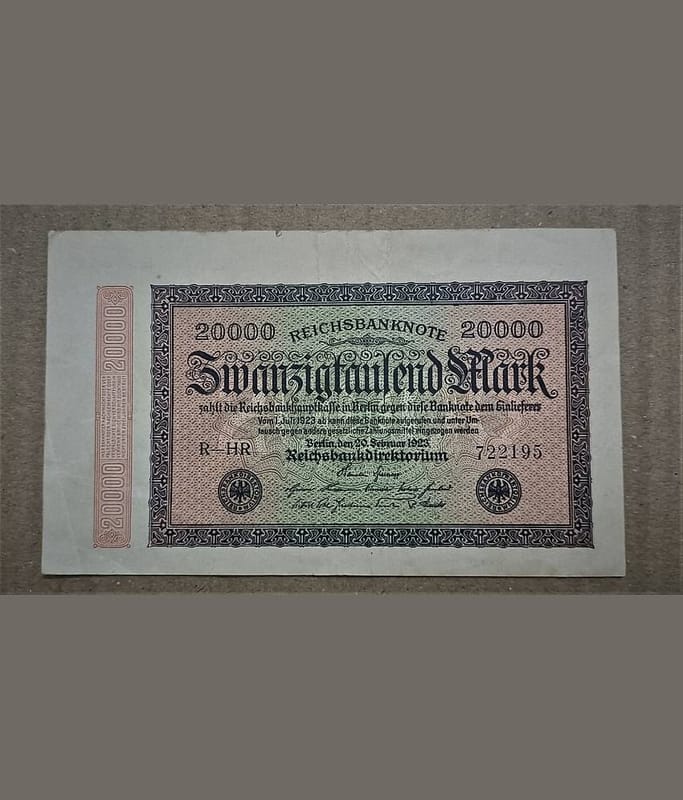 20000 REICHSBANKNOTE 20000
Zwanzigtausend Mark
zahlt die Reichsbankhauptkasse in Berlin gegen diese Banknote dem Einlieferer
Vom 1. Juli 1923 ab kann diese Banknote aufgerufen und unter Um-
tausch gegen andere gesetzliche Zahlungsmittel eingezogen werden
Berlin, den 20. Februar 1923
Reichsbankdirektorium
R-HR
722195
20000
20000